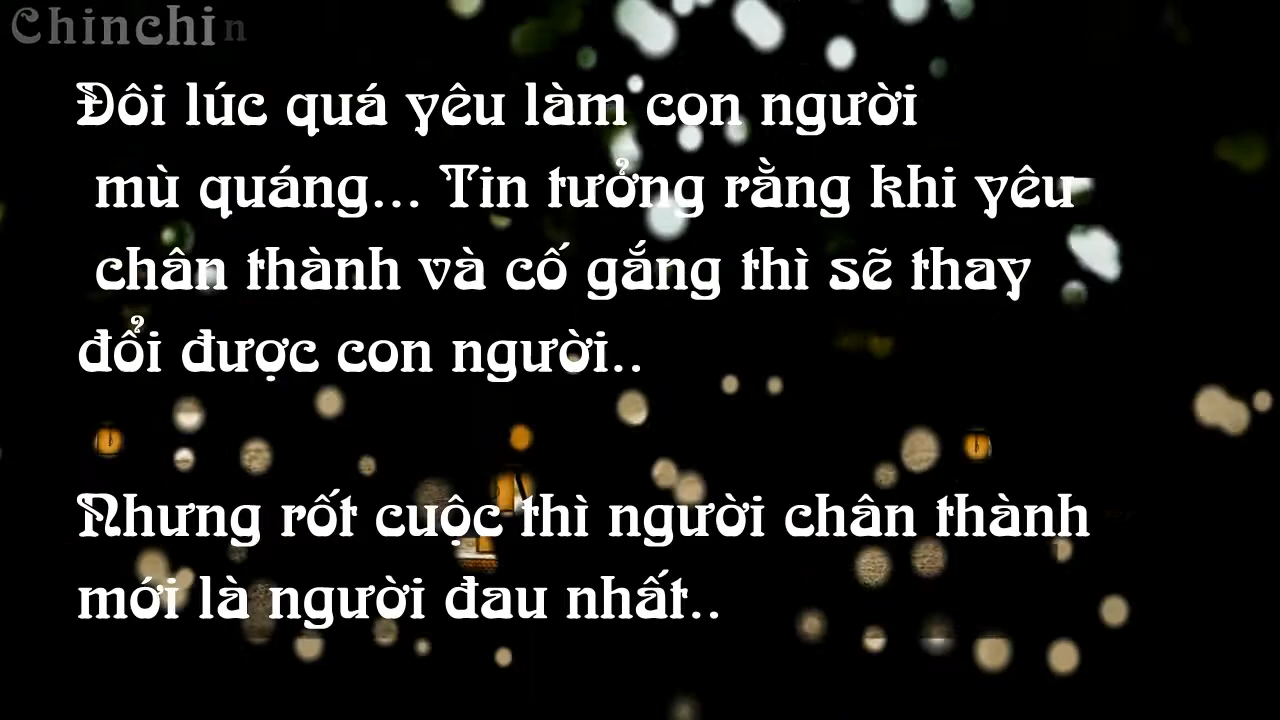 Chinchin
Đôi lúc quá yêu làm con người
mù quáng... Tin tưởng rằng khi yêu
chân thành và cố gắng thì sẽ thay
đổi được con người..
Nhưng rốt cuộc thì người chân thành
mới là người đau nhất..